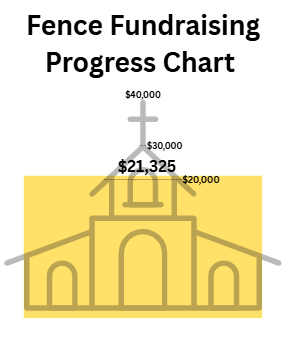 Fence Fundraising
Progress Chart
$40,000
$30,000
$21,325
$20,000